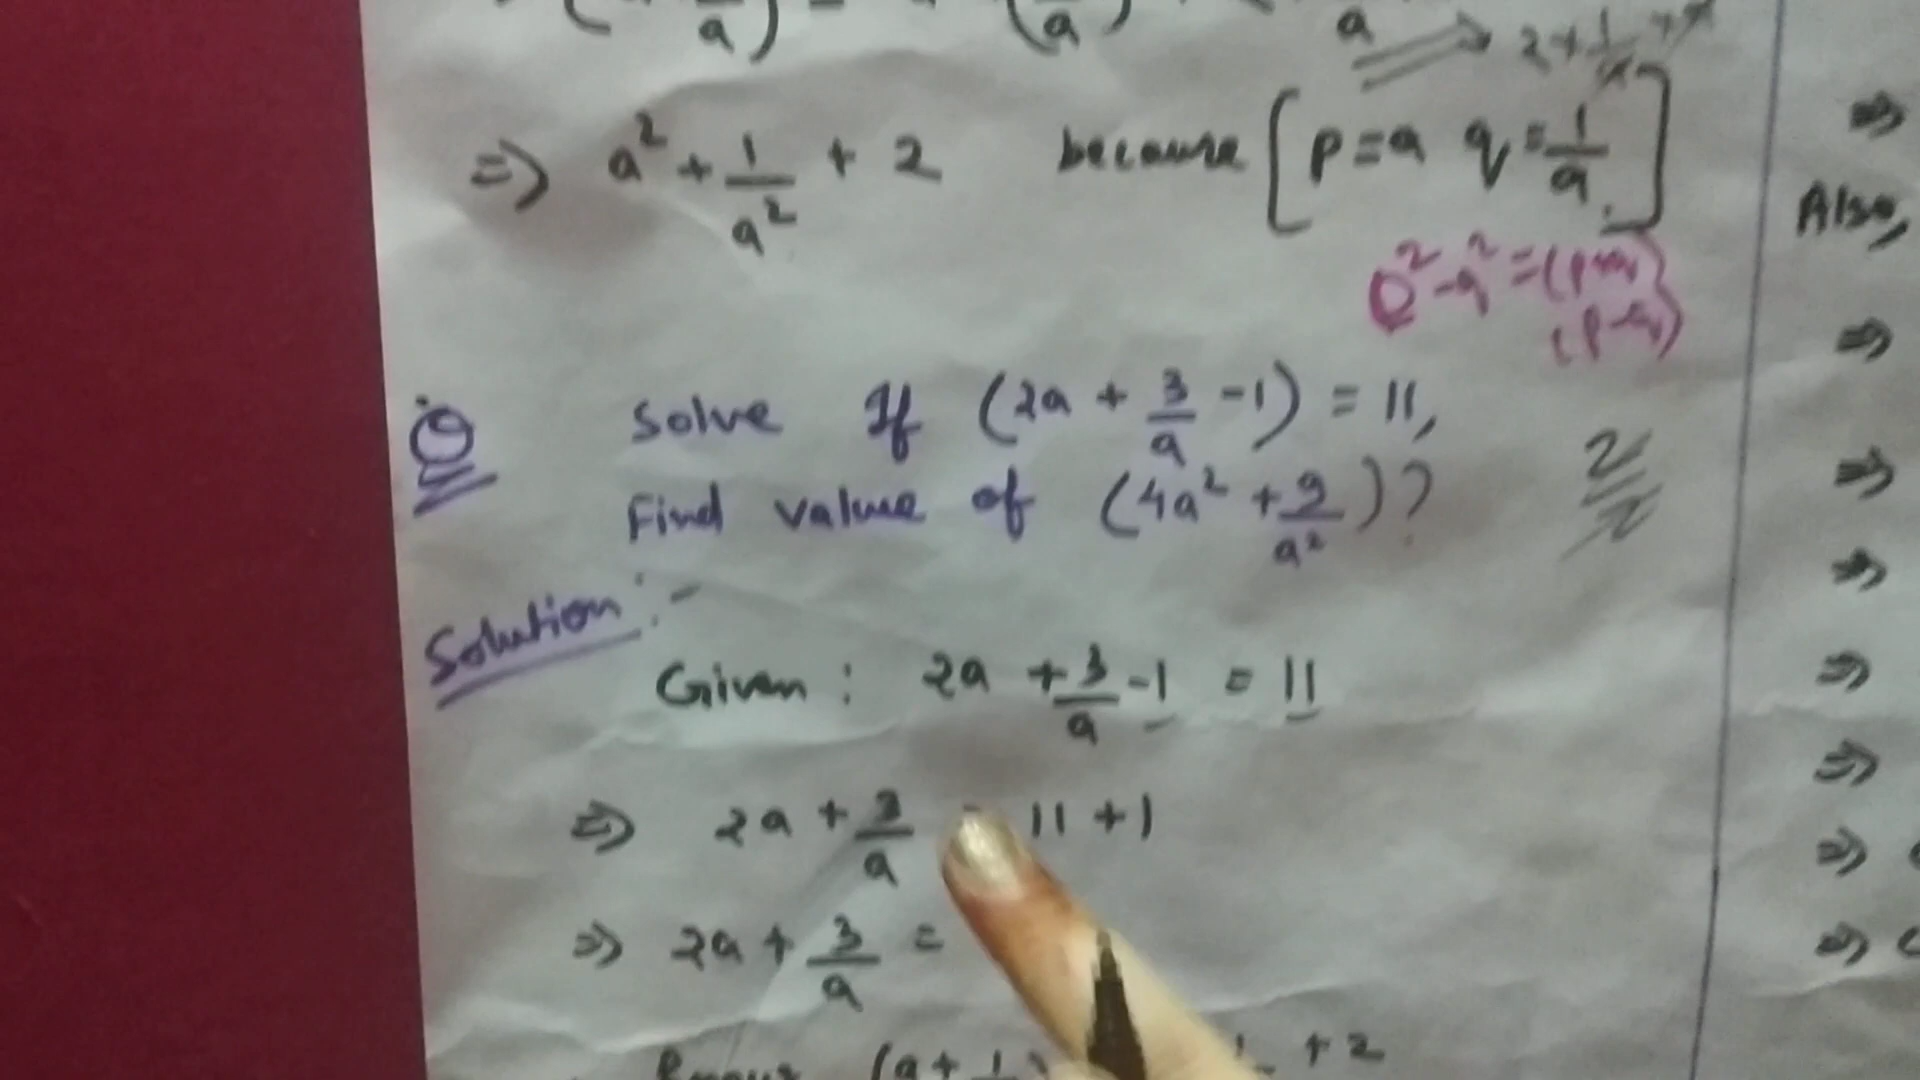 ⇒ a² + 1/a² + 2 because [p = a q = 1/a]
p² - q² = (p+q)
(p-q)
Q Solve If (2a + 3/a - 1) = 11,
Find value of (4a² + 9/a²)?
Solution :-
Given : 2a + 3/a - 1 = 11
⇒ 2a + 3/a = 11 + 1
⇒ 2a + 3/a =
+ 2
Also,